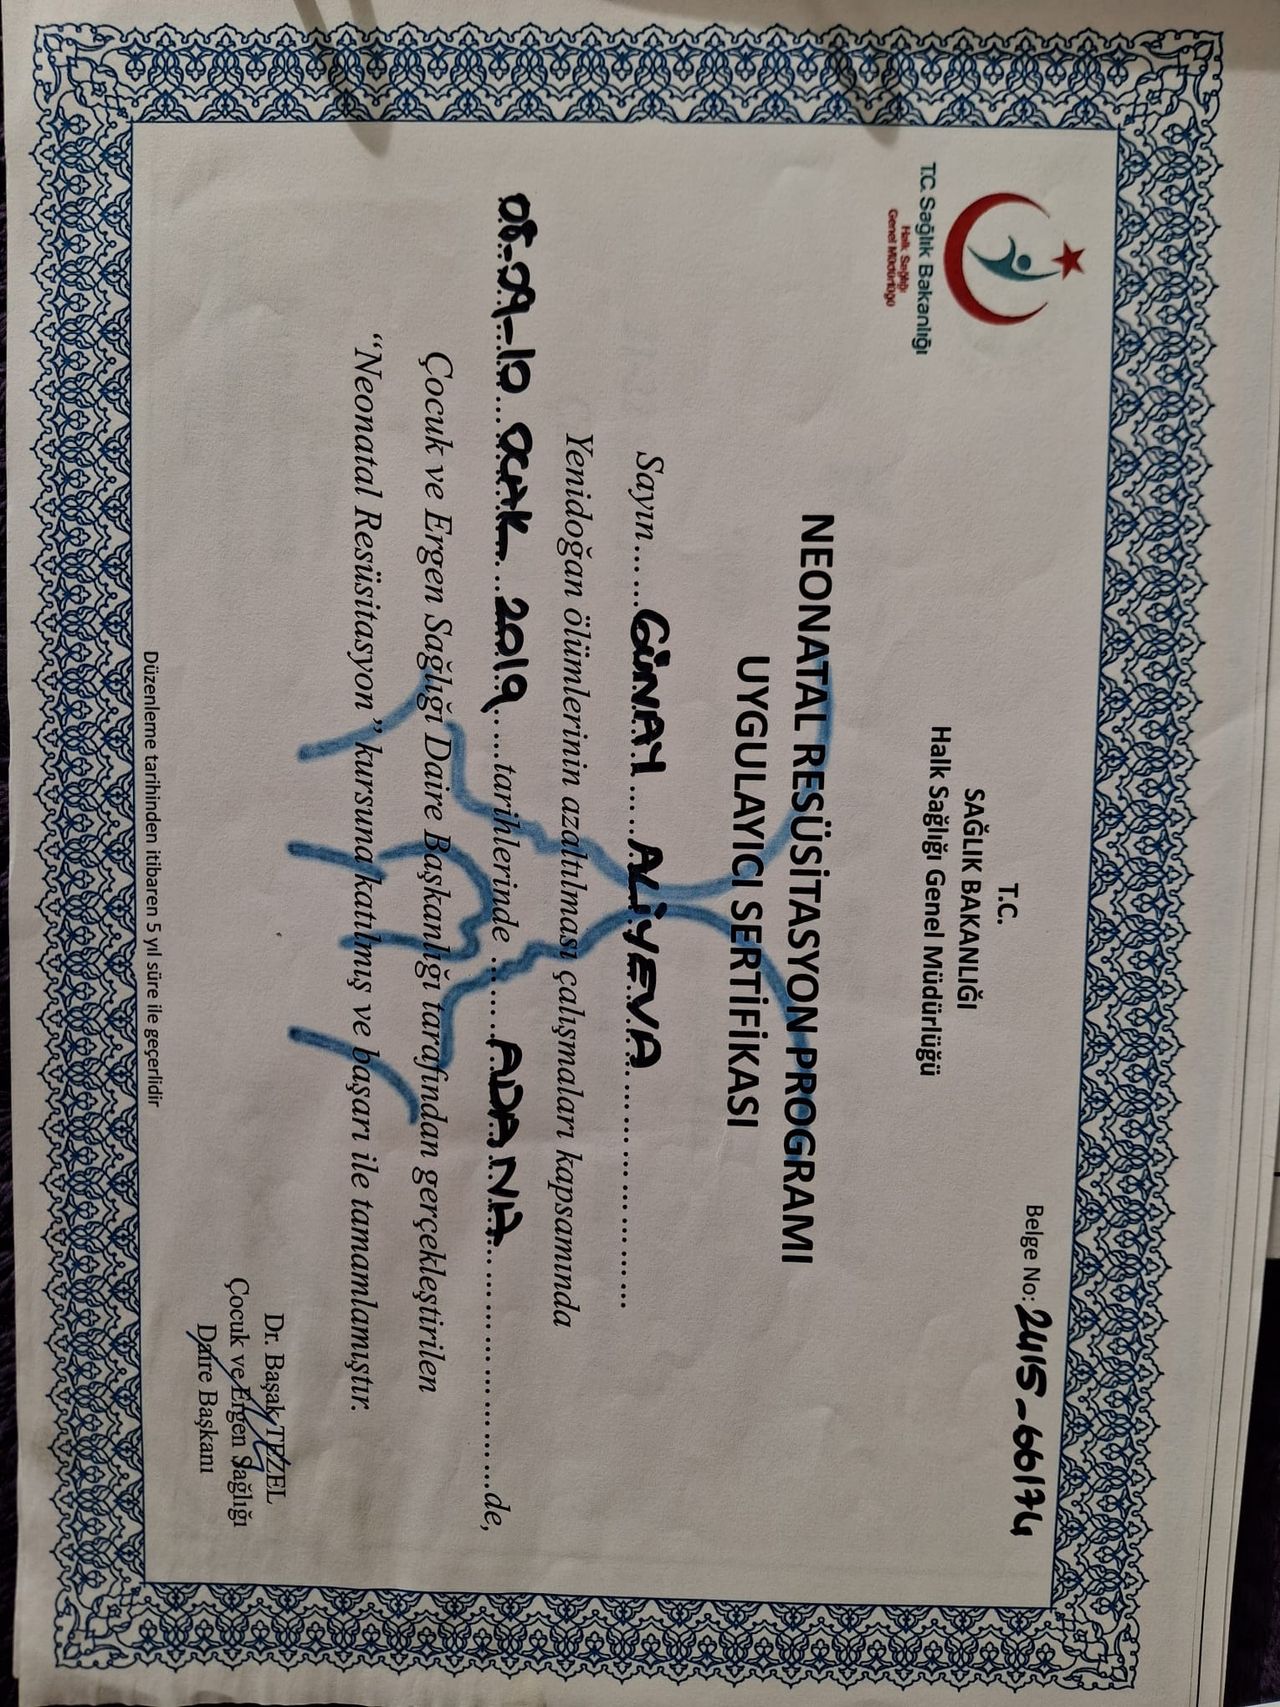 T.C. Sağlık Bakanlığı
Halk Sağlığı
Genel Müdürlüğü
T.C.
SAĞLIK BAKANLIĞI
Halk Sağlığı Genel Müdürlüğü
Belge No: 2415-66174
NEONATAL RESÜSİTASYON PROGRAMI
UYGULAYICI SERTİFİKASI
Sayın......GÜNAY.....ALİYEVA........................
Yenidoğan ölümlerinin azaltılması çalışmaları kapsamında
08-09-10 OCAK 2019.....tarihlerinde ........ADANA........................de,
Çocuk ve Ergen Sağlığı Daire Başkanlığı tarafından gerçekleştirilen
“Neonatal Resüsitasyon” kursuna katılmış ve başarı ile tamamlamıştır.
Dr. Başak TEZEL
Çocuk ve Ergen Sağlığı
Daire Başkanı
Düzenleme tarihinden itibaren 5 yıl süre ile geçerlidir